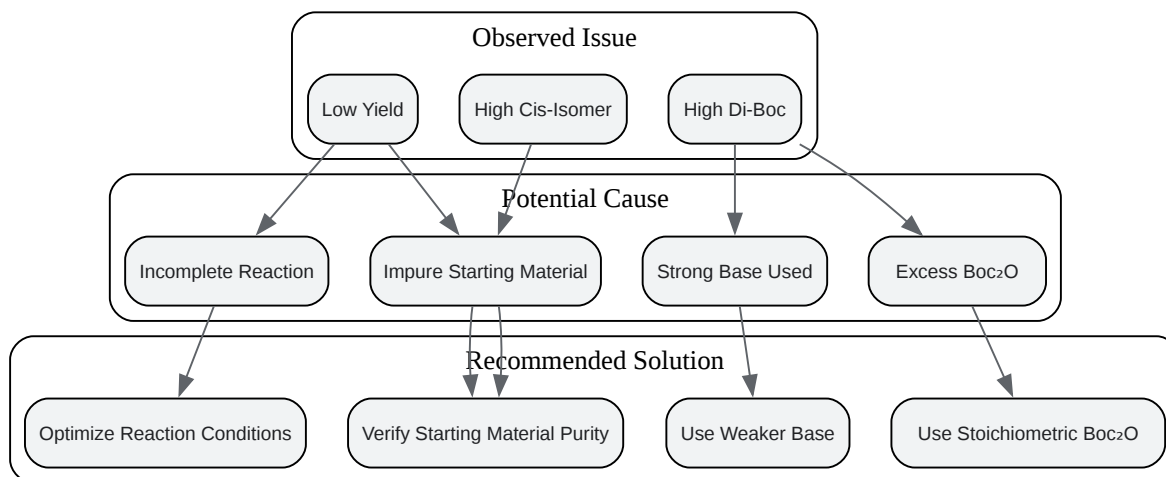 Observed Issue
Low Yield
High Cis-Isomer
High Di-Boc
Potential Cause
Incomplete Reaction
Impure Starting Material
Strong Base Used
Excess Boc₂O
Recommended Solution
Optimize Reaction Conditions
Verify Starting Material Purity
Use Weaker Base
Use Stoichiometric Boc₂O